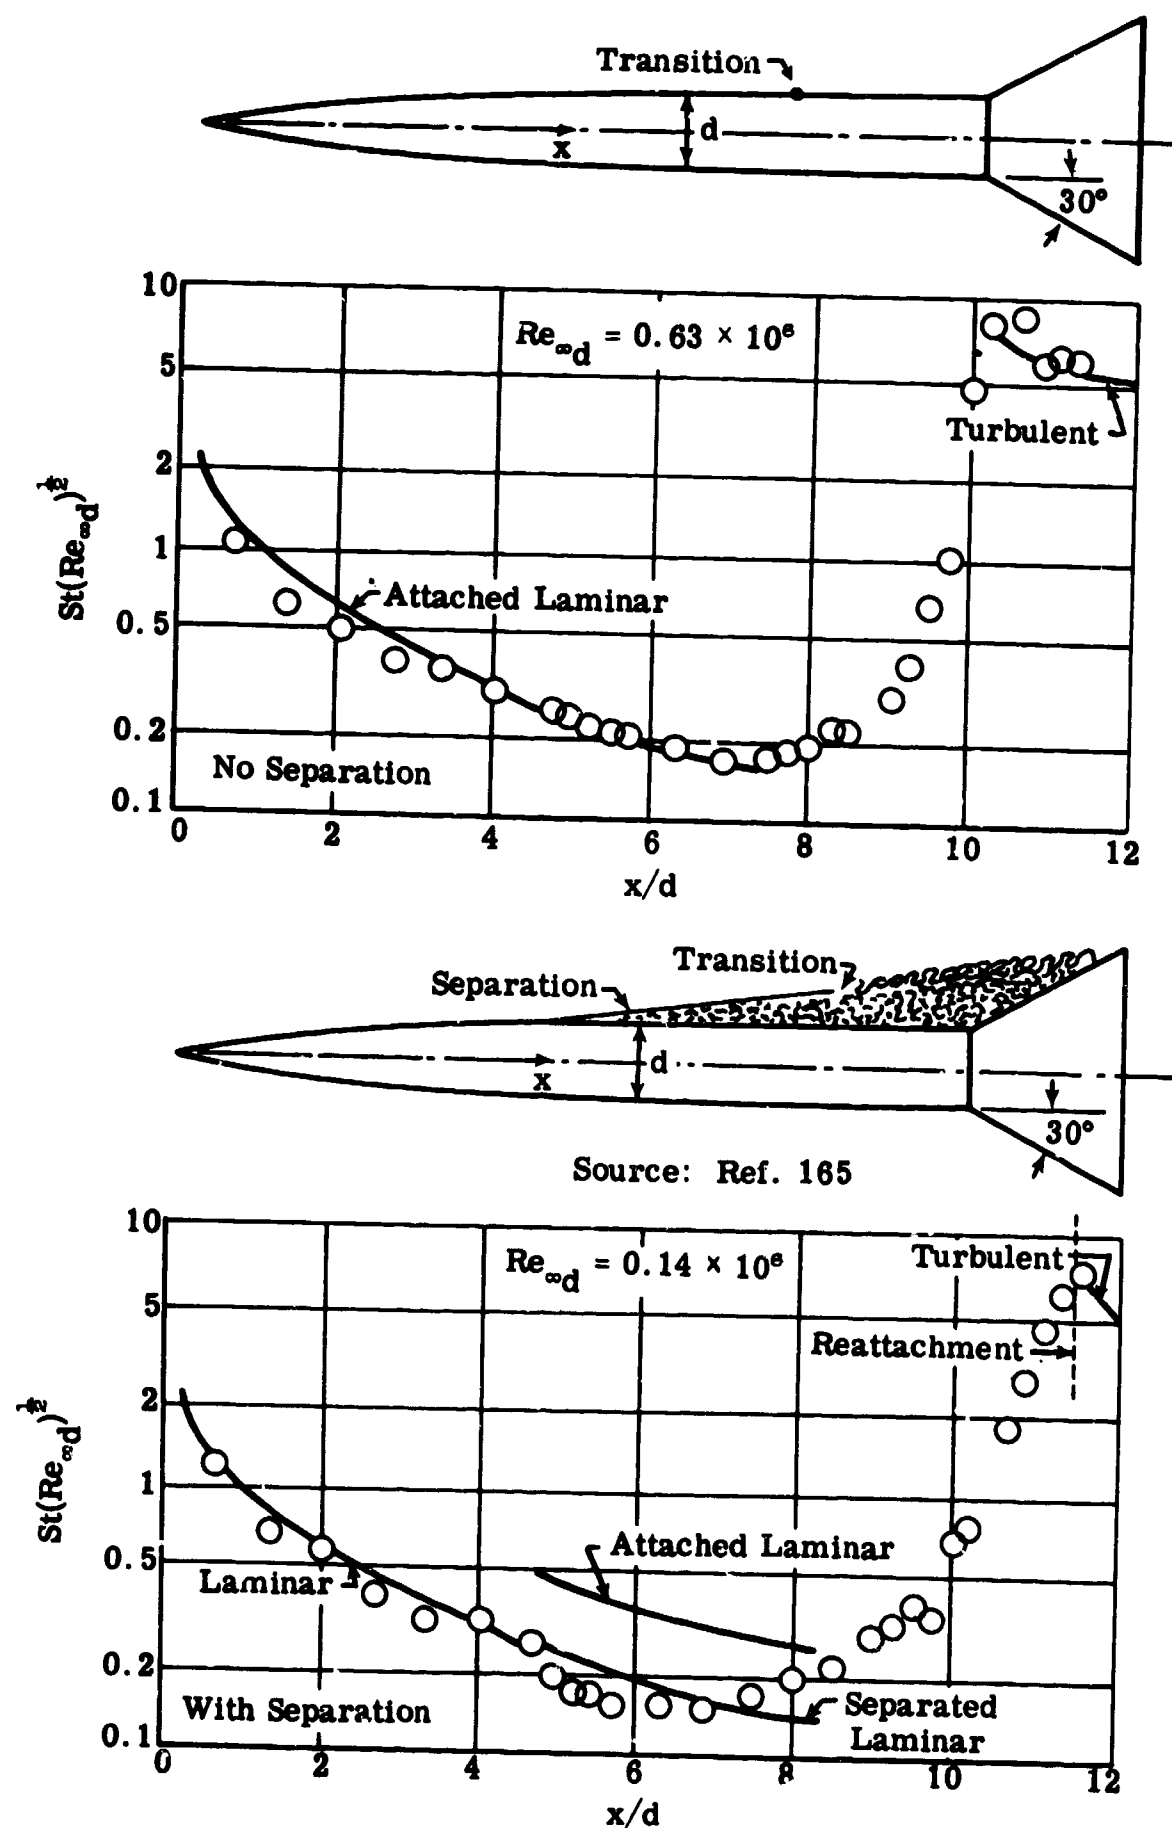 Transition
x
d
30°
Re∞d = 0.63 × 10⁶
10
5
2
1
0.5
0.2
0.1
St(Re∞d)½
Turbulent
Attached Laminar
No Separation
0 2 4 6 8 10 12
x/d
Transition
Separation
x
d
30°
Source: Ref. 165
Re∞d = 0.14 × 10⁶
Turbulent
Reattachment
10
5
2
1
0.5
0.2
0.1
St(Re∞d)½
Attached Laminar
Laminar
With Separation
Separated
Laminar
0 2 4 6 8 10 12
x/d